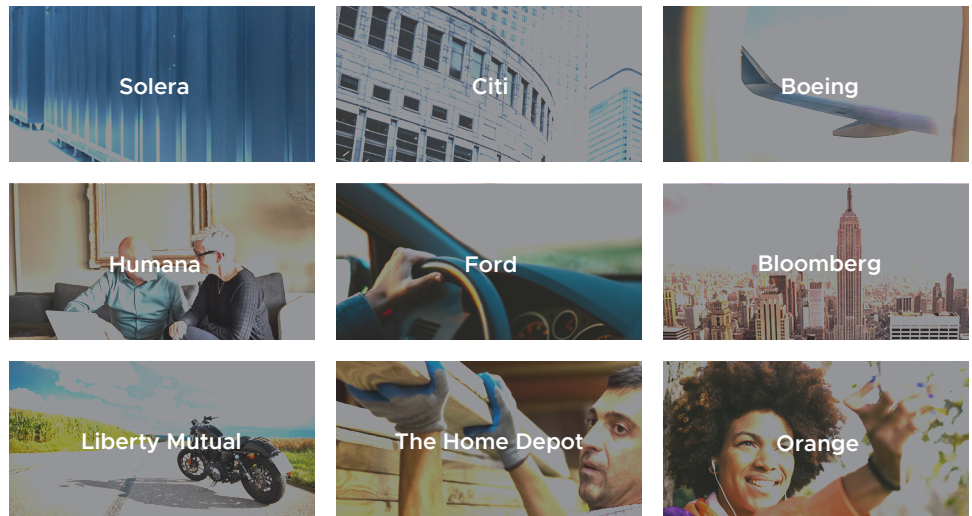 Solera
Citi
Boeing
Humana
Ford
Bloomberg
Liberty Mutual
The Home Depot
Orange